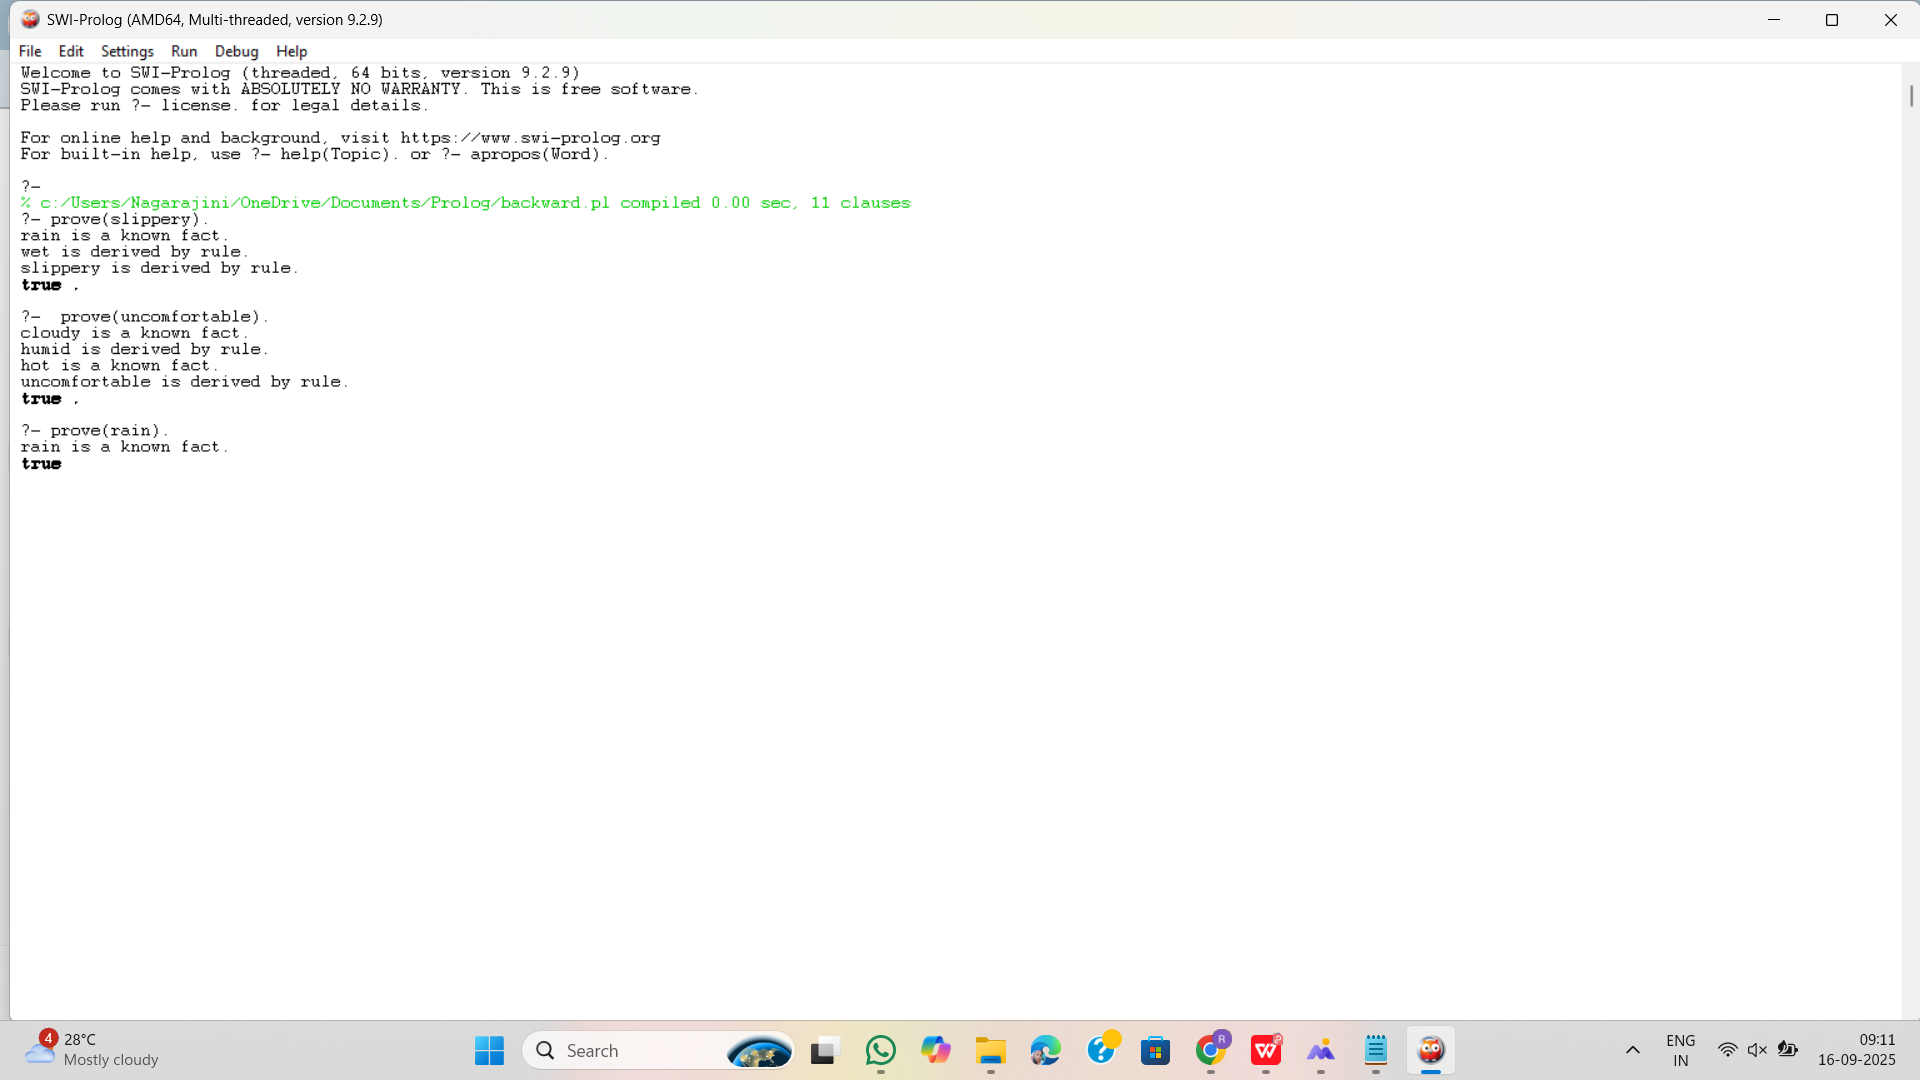 SWI-Prolog (AMD64, Multi-threaded, version 9.2.9)
File Edit Settings Run Debug Help
Welcome to SWI-Prolog (threaded, 64 bits, version 9.2.9)
SWI-Prolog comes with ABSOLUTELY NO WARRANTY. This is free software.
Please run ?- license. for legal details.
For online help and background, visit https://www.swi-prolog.org
For built-in help, use ?- help(Topic). or ?- apropos(Word).
?-
% c:/Users/Nagarajini/OneDrive/Documents/Prolog/backward.pl compiled 0.00 sec, 11 clauses
?- prove(slippery).
rain is a known fact.
wet is derived by rule.
slippery is derived by rule.
true .
?-  prove(uncomfortable).
cloudy is a known fact.
humid is derived by rule.
hot is a known fact.
uncomfortable is derived by rule.
true .
?- prove(rain).
rain is a known fact.
true
4
28°C
Mostly cloudy
Search
R
ENG
IN
09:11
16-09-2025